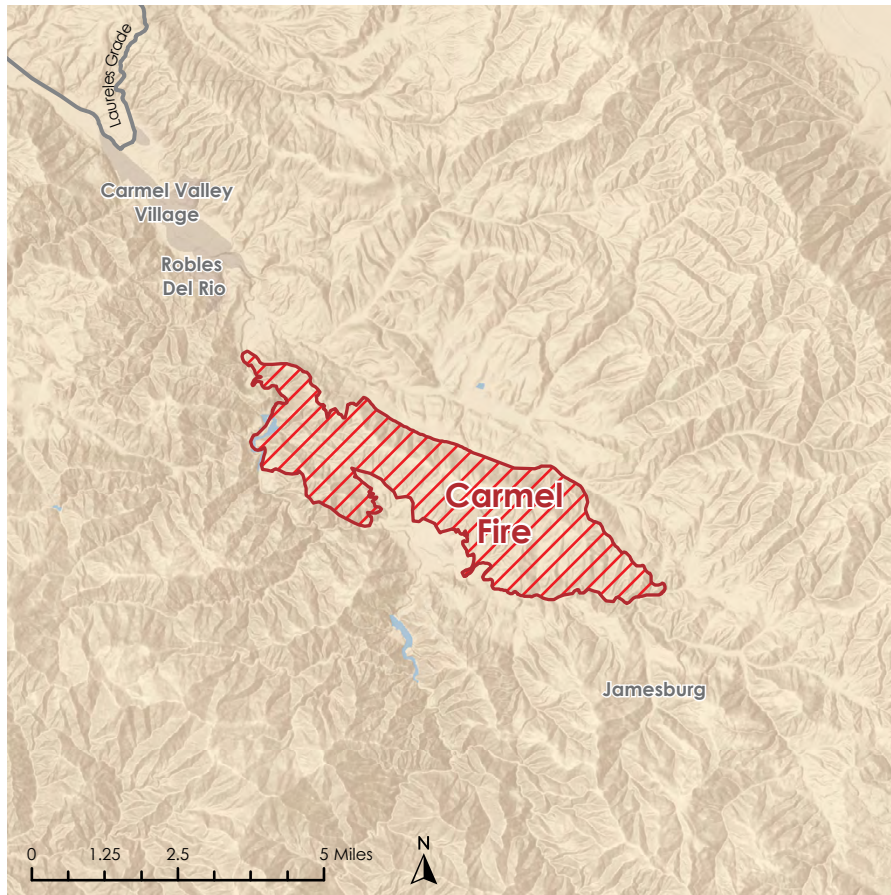 Laureles Grade
Carmel Valley
Village
Robles
Del Rio
Carmel
Fire
Jamesburg
0 1.25 2.5 5 Miles
N